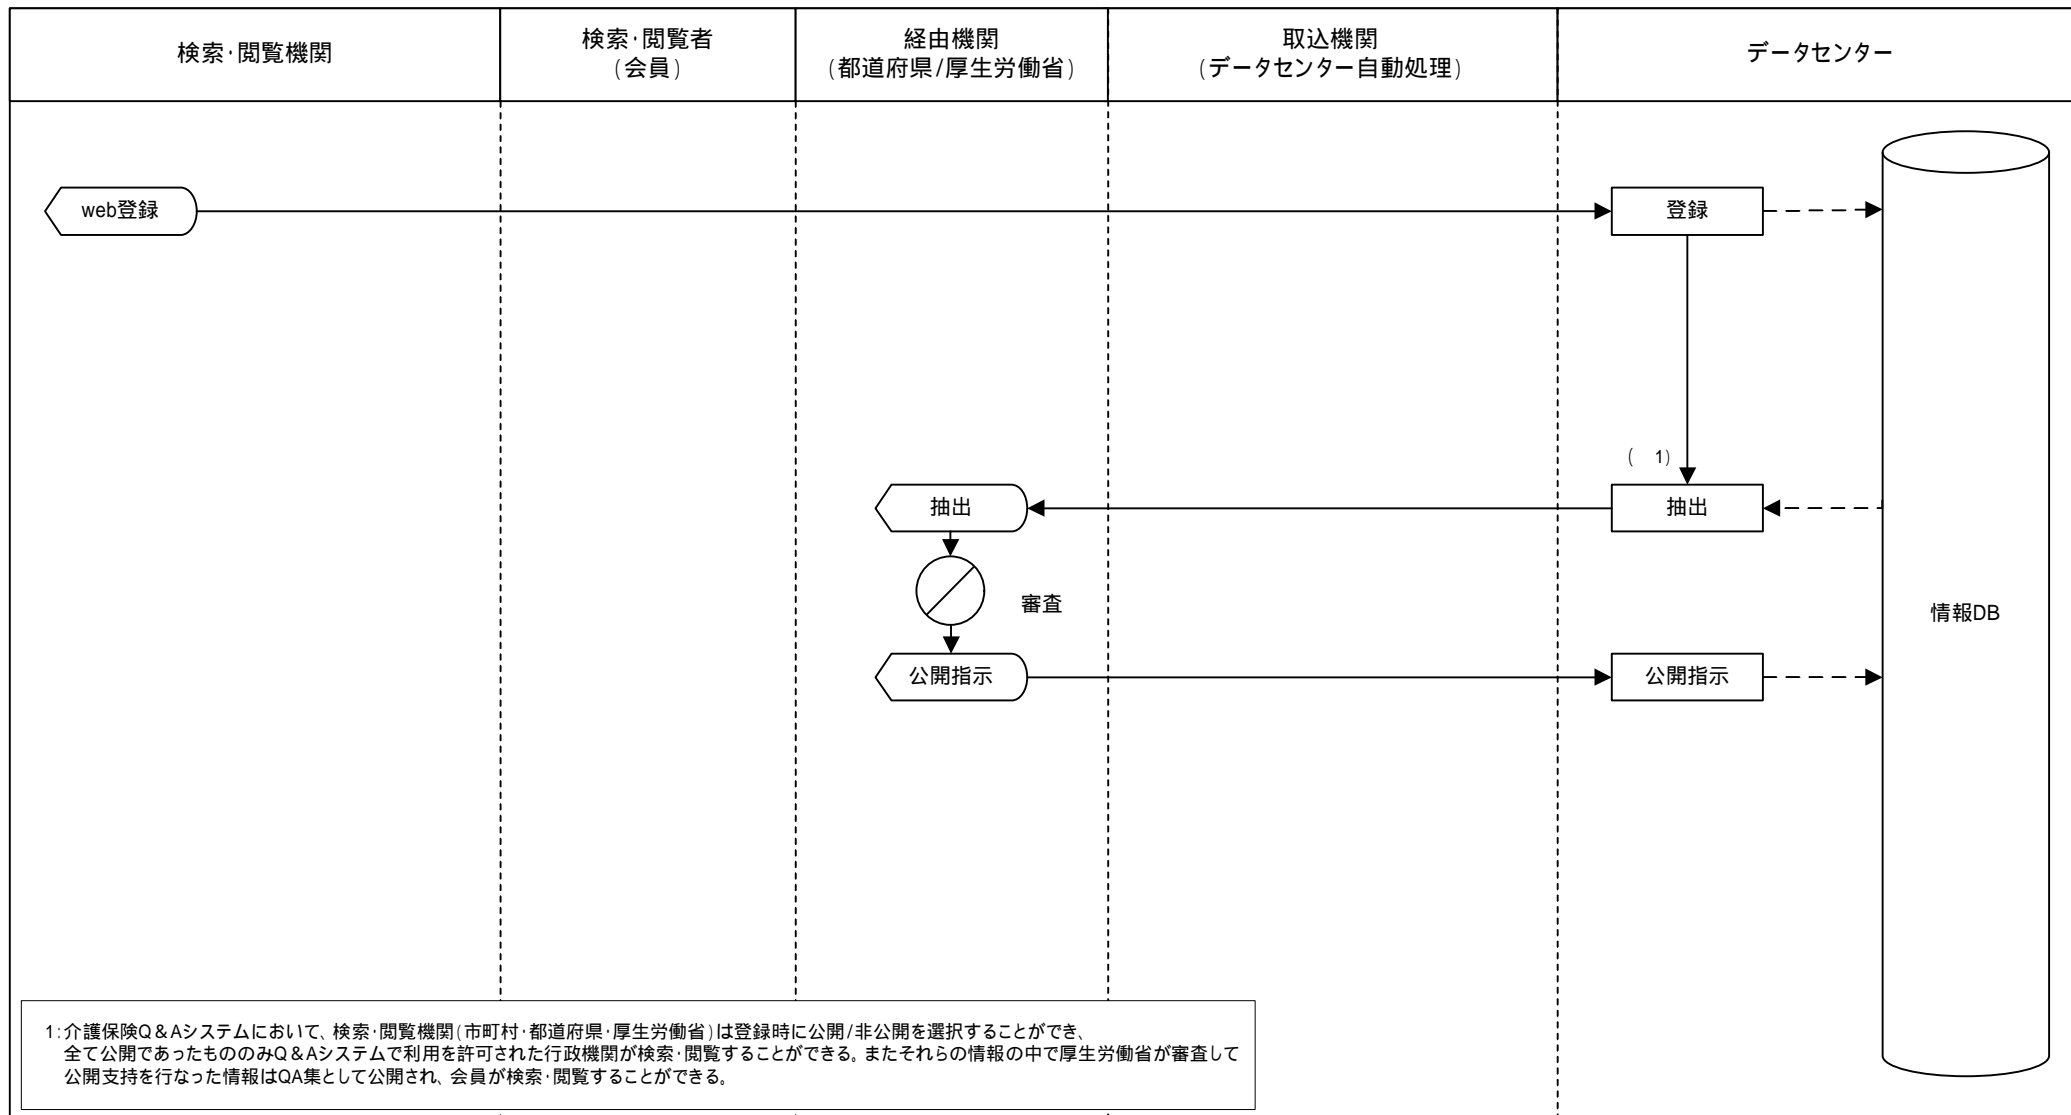 検索・閲覧機関
検索・閲覧者
(会員)
経由機関
(都道府県/厚生労働省)
取込機関
(データセンター自動処理)
データセンター
web登録
登録
( 1)
抽出
抽出
審査
情報DB
公開指示
公開指示
1:介護保険Q&Aシステムにおいて、検索・閲覧機関(市町村・都道府県・厚生労働省)は登録時に公開/非公開を選択することができ、
全て公開であったもののみQ&Aシステムで利用を許可された行政機関が検索・閲覧することができる。またそれらの情報の中で厚生労働省が審査して
公開支持を行なった情報はQA集として公開され、会員が検索・閲覧することができる。